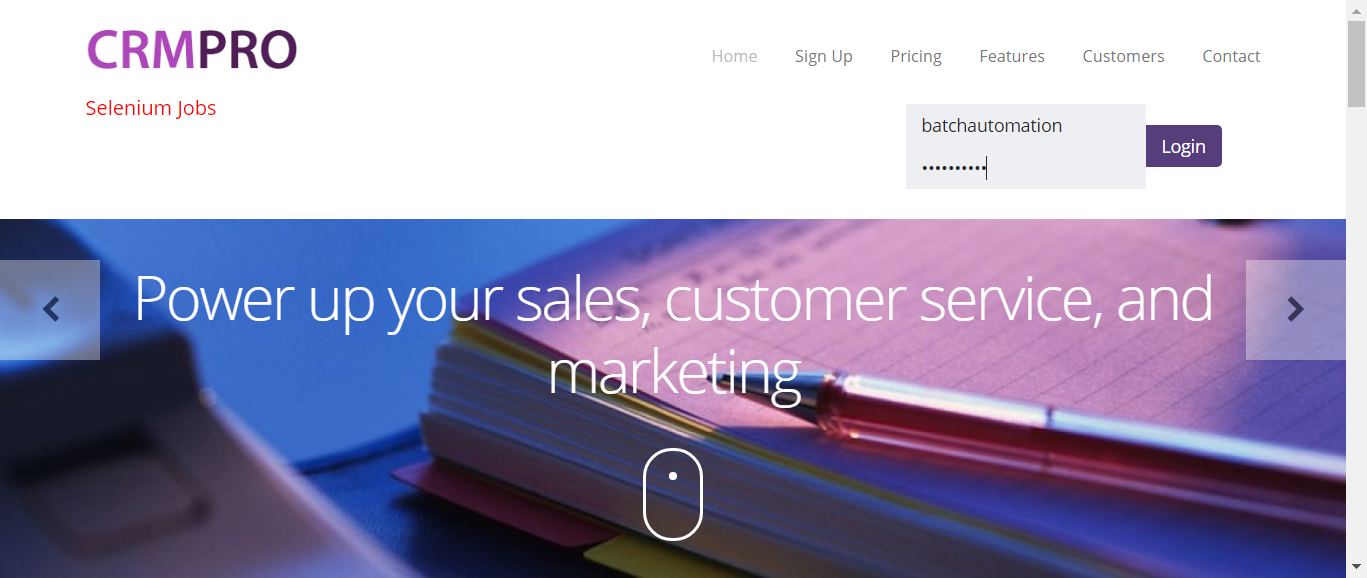 CRMPRO
Home Sign Up Pricing Features Customers Contact
Selenium Jobs
batchautomation
••••••••••
Login
Power up your sales, customer service, and
marketing